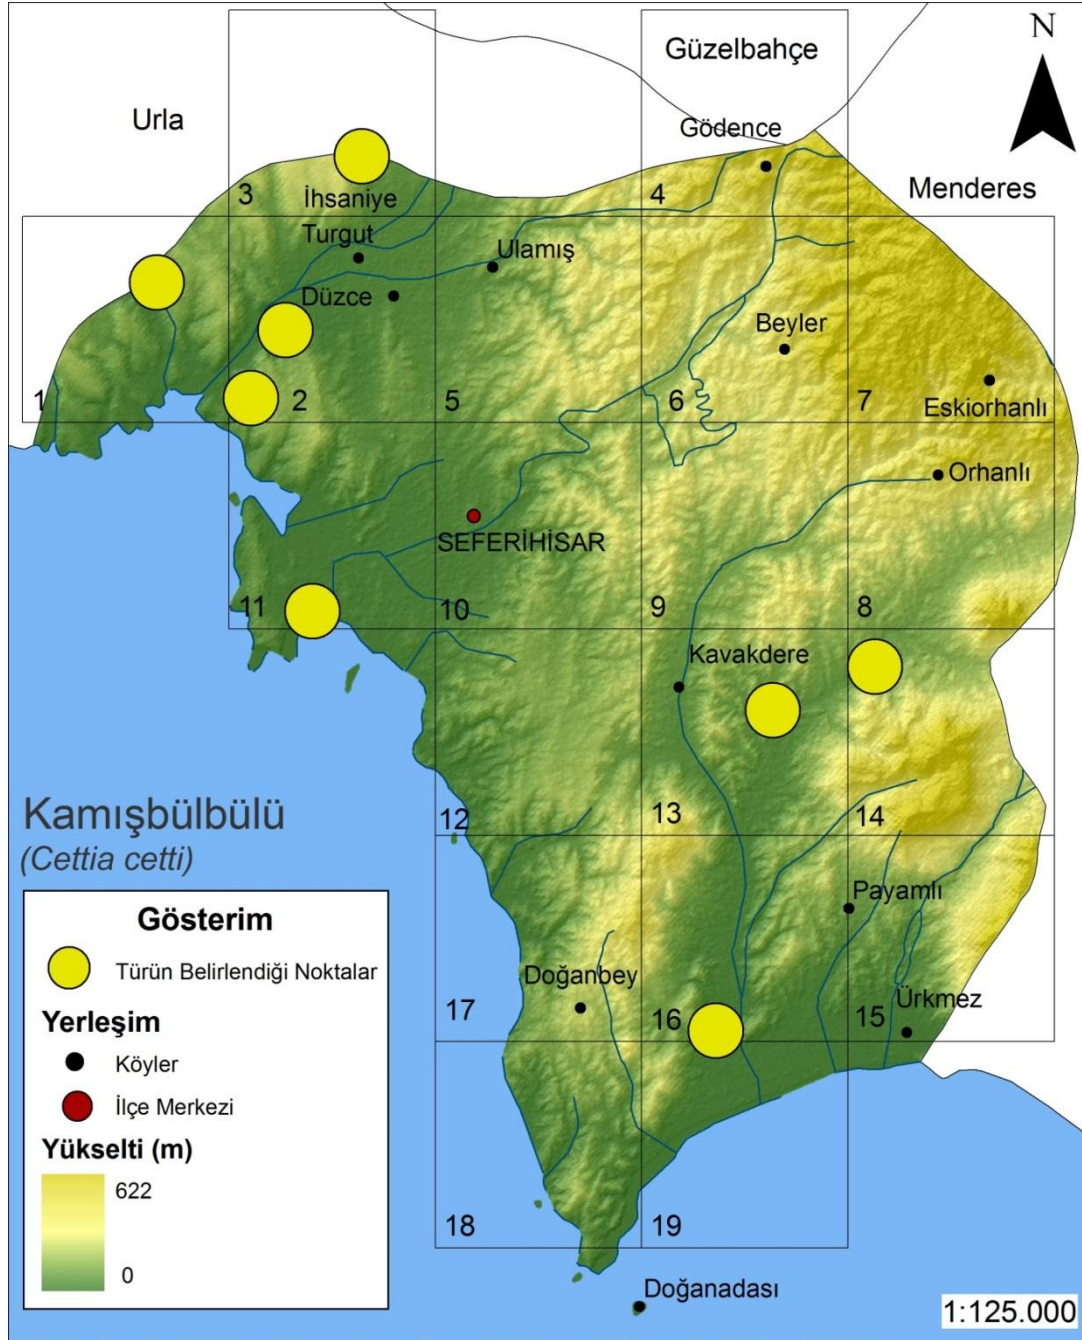 N
Güzelbahçe
Urla
Gödence
Menderes
3
4
İhsaniye
Turgut
Ulamış
Düzce
Beyler
1
2
5
6
7
Eskiorhanlı
Orhanlı
SEFERİHİSAR
11
10
9
8
Kavakdere
Kamışbülbülü
(Cettia cetti)
12
13
14
Payamlı
Doğanbey
Ürkmez
17
16
15
18
19
Doğanadası
Gösterim
Türün Belirlendiği Noktalar
Yerleşim
Köyler
İlçe Merkezi
Yükselti (m)
622
0
1:125.000